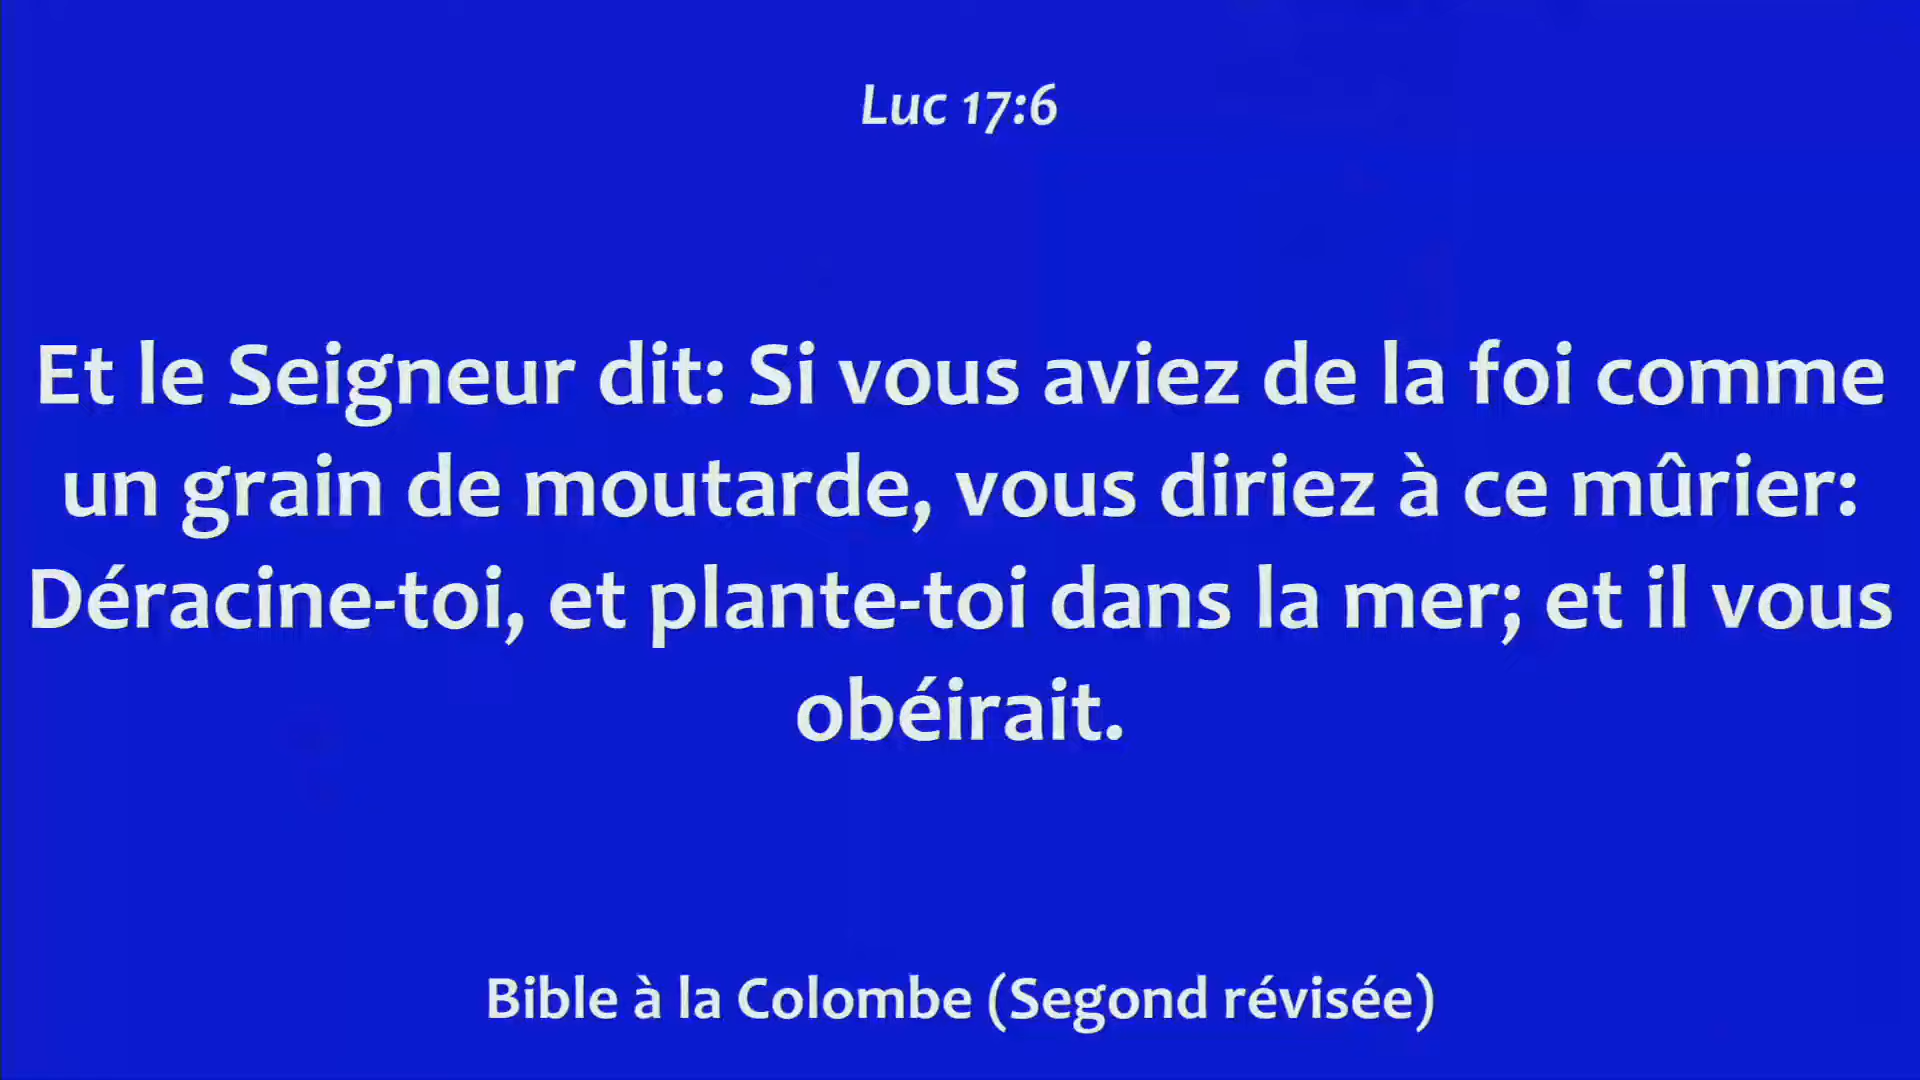 Luc 17:6
Et le Seigneur dit: Si vous aviez de la foi comme
un grain de moutarde, vous diriez à ce mûrier:
Déracine-toi, et plante-toi dans la mer; et il vous
obéirait.
Bible à la Colombe (Segond révisée)